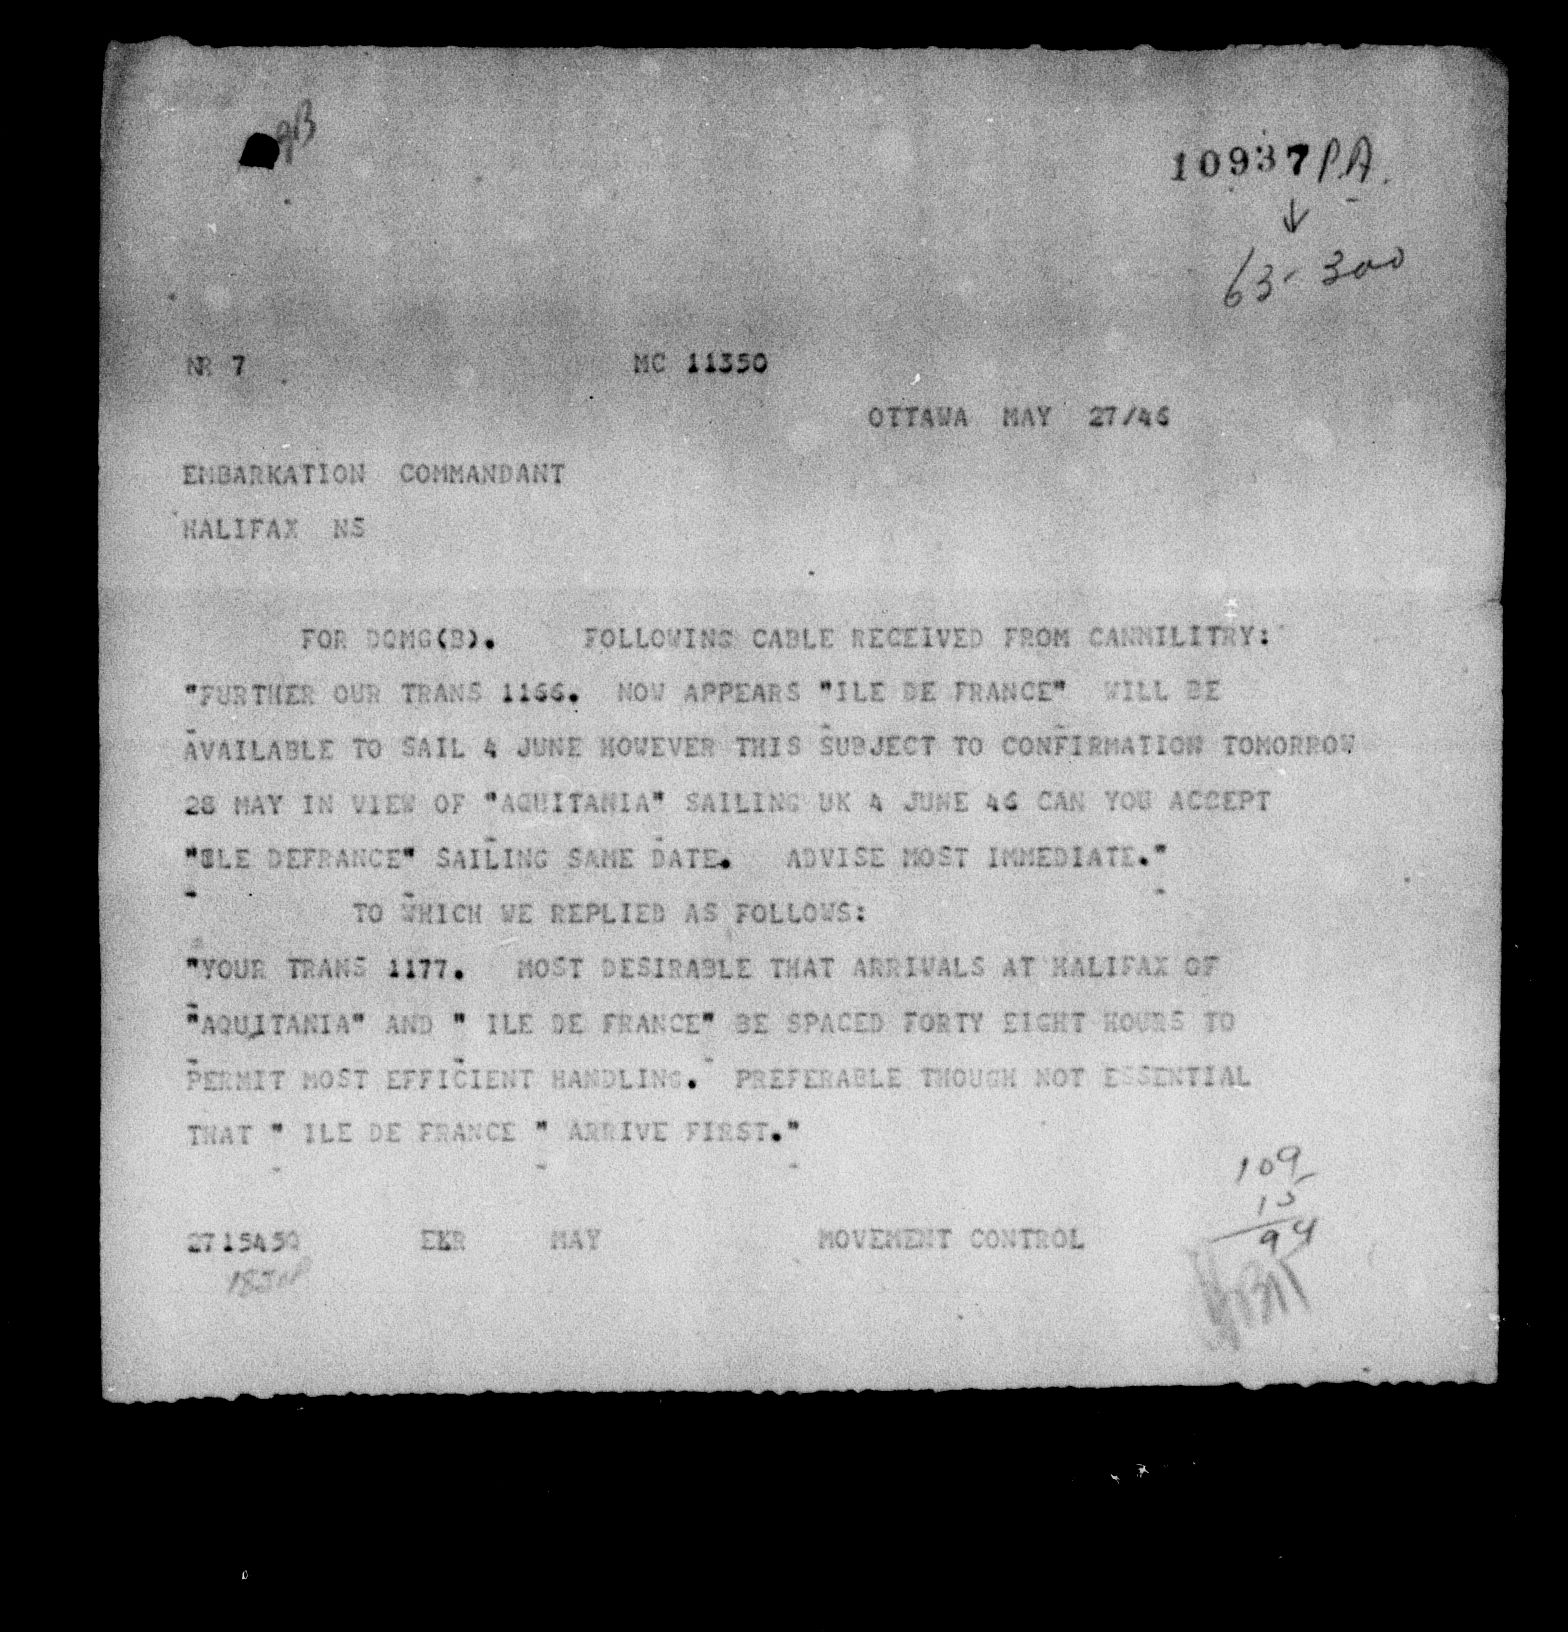 10937 P.A.
63-300
NR 7 MC 11350
OTTAWA MAY 27/46
EMBARKATION COMMANDANT
HALIFAX NS
FOR DQMG(B). FOLLOWING CABLE RECEIVED FROM CANMILITRY:
"FURTHER OUR TRANS 1166. NOW APPEARS "ILE DE FRANCE" WILL BE
AVAILABLE TO SAIL 4 JUNE HOWEVER THIS SUBJECT TO CONFIRMATION TOMORROW
28 MAY IN VIEW OF "AQUITANIA" SAILING UK 4 JUNE 46 CAN YOU ACCEPT
"ILE DEFRANCE" SAILING SAME DATE. ADVISE MOST IMMEDIATE."
TO WHICH WE REPLIED AS FOLLOWS:
"YOUR TRANS 1177. MOST DESIRABLE THAT ARRIVALS AT HALIFAX OF
"AQUITANIA" AND " ILE DE FRANCE" BE SPACED FORTY EIGHT HOURS TO
PERMIT MOST EFFICIENT HANDLING. PREFERABLE THOUGH NOT ESSENTIAL
THAT " ILE DE FRANCE " ARRIVE FIRST."
109
15
94
271545Q EKR MAY MOVEMENT CONTROL